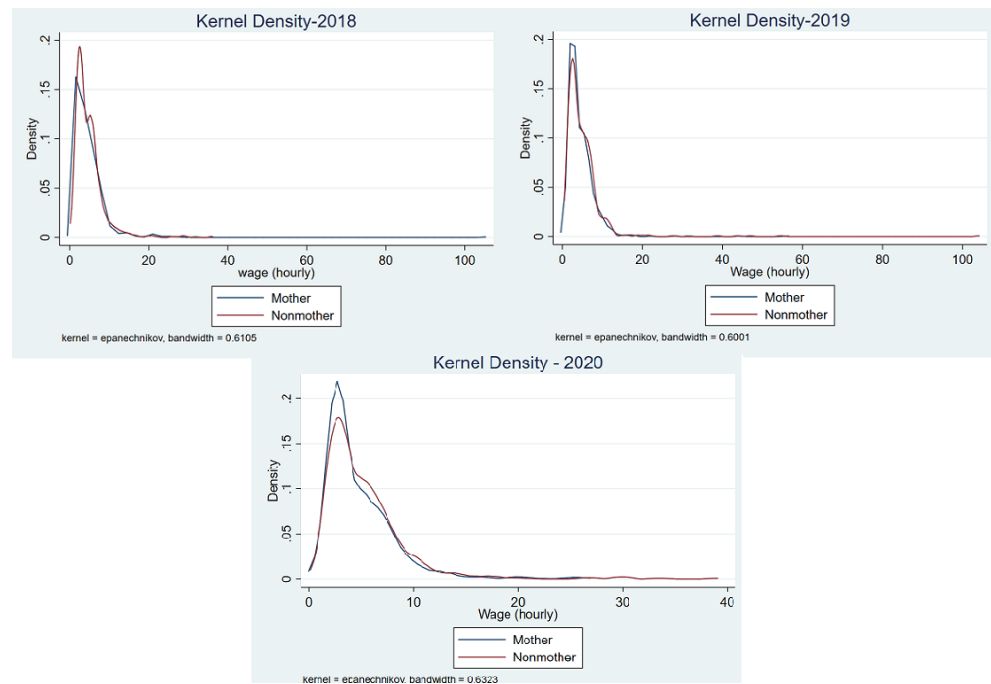 Kernel Density-2018
.2
.15
.1
.05
0
Density
0 20 40 60 80 100
wage (hourly)
Mother
Nonmother
kernel = epanechnikov, bandwidth = 0.6105
Kernel Density-2019
.2
.15
.1
.05
0
Density
0 20 40 60 80 100
Wage (hourly)
Mother
Nonmother
kernel = epanechnikov, bandwidth = 0.6001
Kernel Density - 2020
.2
.15
.1
.05
0
Density
0 10 20 30 40
Wage (hourly)
Mother
Nonmother
kernel = epanechnikov, bandwidth = 0.6323